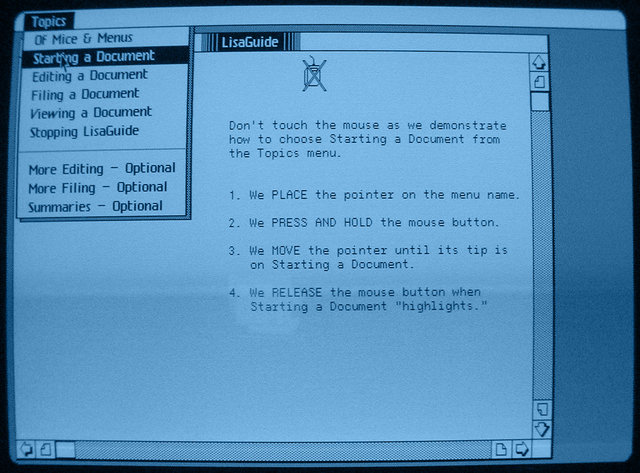 Topics
Of Mice & Menus
Starting a Document
Editing a Document
Filing a Document
Viewing a Document
Stopping LisaGuide
More Editing – Optional
More Filing – Optional
Summaries – Optional
LisaGuide
Don't touch the mouse as we demonstrate
how to choose Starting a Document from
the Topics menu.
1. We PLACE the pointer on the menu name.
2. We PRESS AND HOLD the mouse button.
3. We MOVE the pointer until its tip is
on Starting a Document.
4. We RELEASE the mouse button when
Starting a Document "highlights."